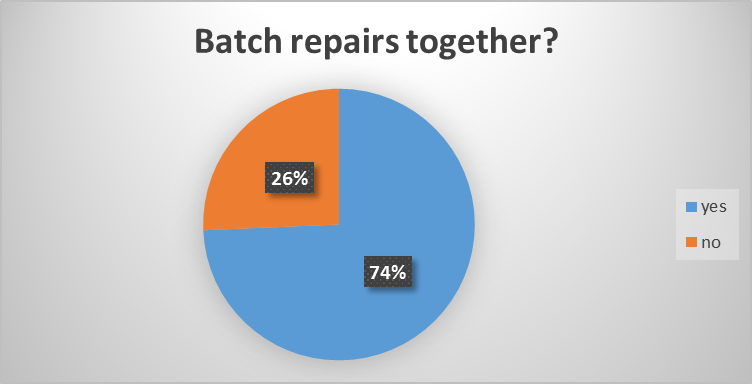 Batch repairs together?
26%
74%
yes
no